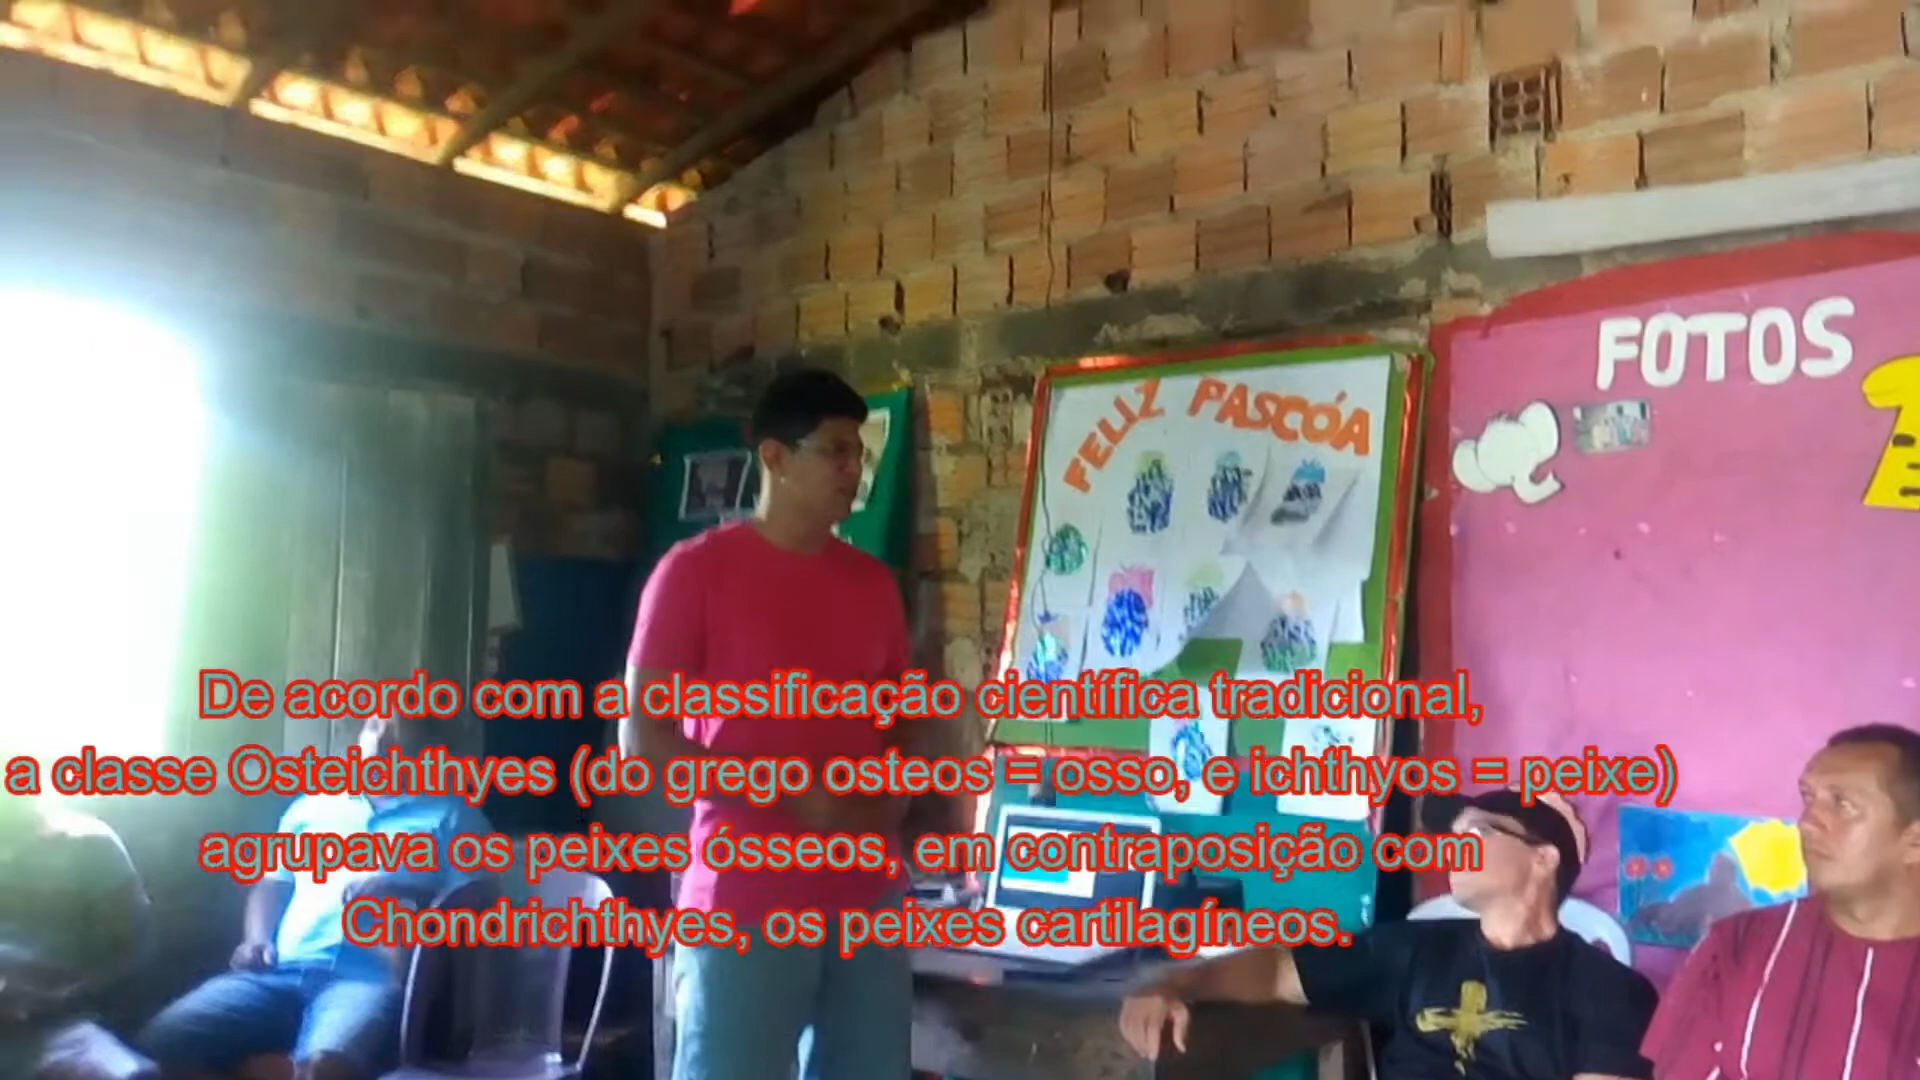 FOTOS
FELIZ PASCÓA
De acordo com a classificação científica tradicional,
a classe Osteichthyes (do grego osteos = osso, e ichthyos = peixe)
agrupava os peixes ósseos, em contraposição com
Chondrichthyes, os peixes cartilagíneos.